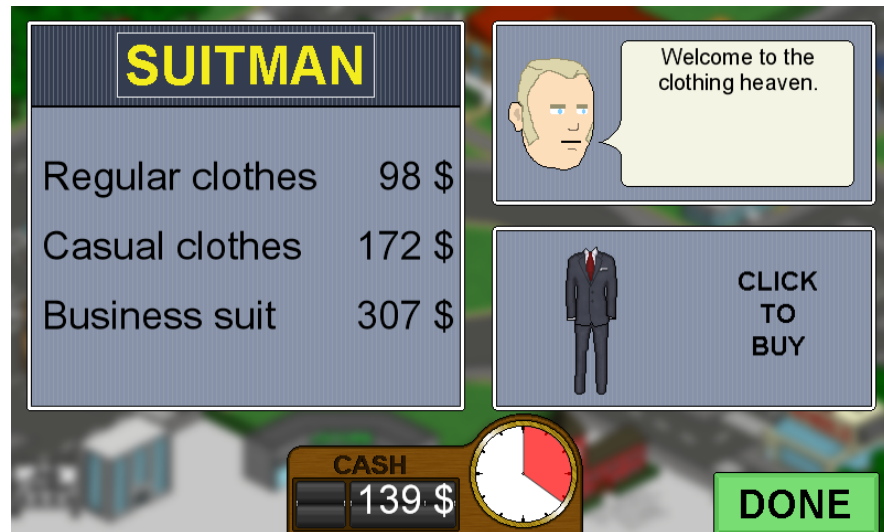 SUITMAN
Regular clothes 98 $
Casual clothes 172 $
Business suit 307 $
Welcome to the
clothing heaven.
CLICK
TO
BUY
CASH
139 $
DONE